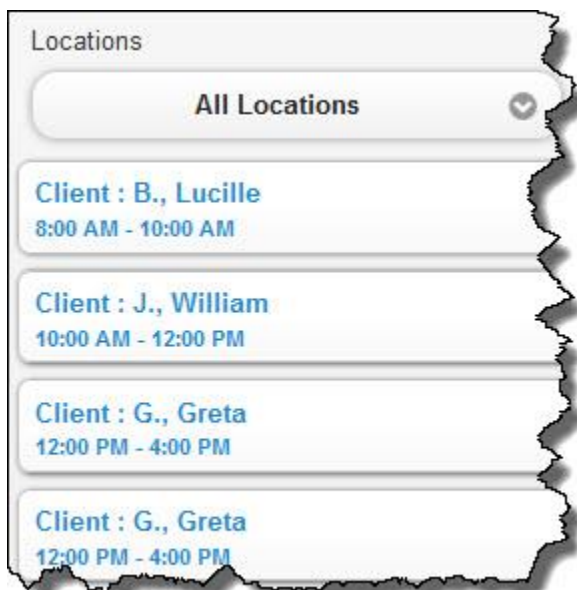 Locations
All Locations
Client : B., Lucille
8:00 AM - 10:00 AM
Client : J., William
10:00 AM - 12:00 PM
Client : G., Greta
12:00 PM - 4:00 PM
Client : G., Greta
12:00 PM - 4:00 PM